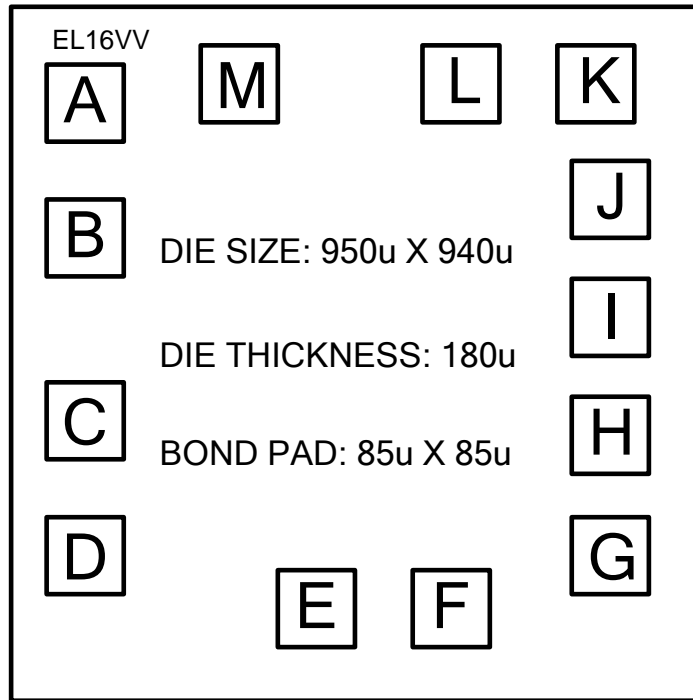 EL16VV
A M L K
J
B
DIE SIZE: 950u X 940u
I
DIE THICKNESS: 180u
C H
BOND PAD: 85u X 85u
D G
E F